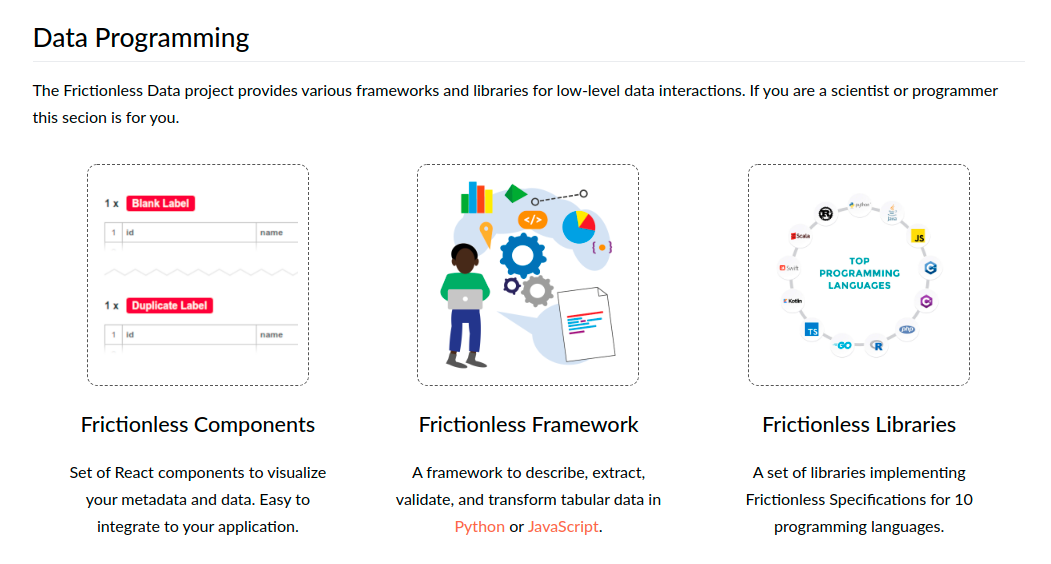 Data Programming
The Frictionless Data project provides various frameworks and libraries for low-level data interactions. If you are a scientist or programmer
this secion is for you.
1 x Blank Label
1 id name
1 x Duplicate Label
1 id name
</>
{ }
python
Java
JS
C
C
php
R
GO
TS
Kotlin
Swift
Scala
R
TOP
PROGRAMMING
LANGUAGES
Frictionless Components
Set of React components to visualize
your metadata and data. Easy to
integrate to your application.
Frictionless Framework
A framework to describe, extract,
validate, and transform tabular data in
Python or JavaScript.
Frictionless Libraries
A set of libraries implementing
Frictionless Specifications for 10
programming languages.